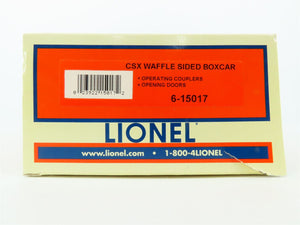 CSX WAFFLE SIDED BOXCAR
• OPERATING COUPLERS
• OPENING DOORS
6-15017
LIONEL®
www.lionel.com • 1-800-4LIONEL